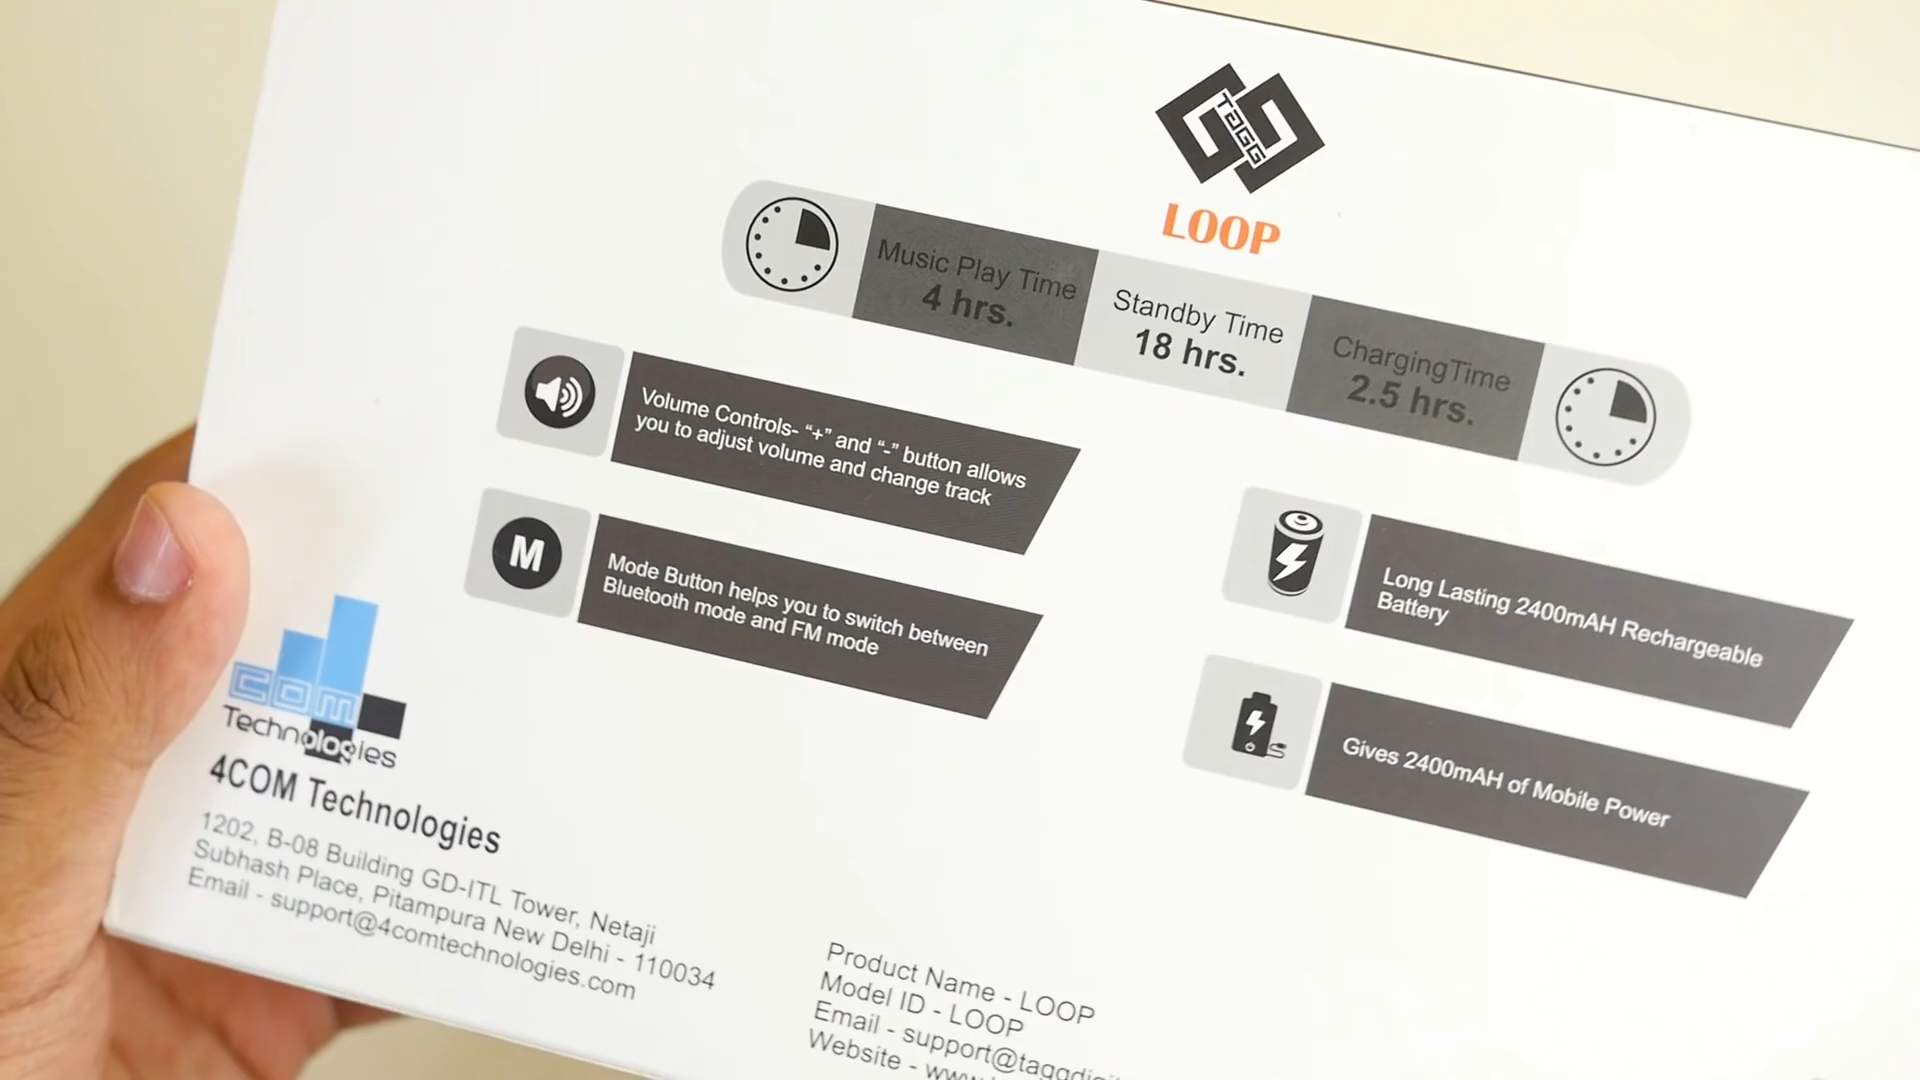 TAGG
LOOP
Music Play Time
4 hrs.
Standby Time
18 hrs.
ChargingTime
2.5 hrs.
Volume Controls- “+” and “-” button allows
you to adjust volume and change track
M
Mode Button helps you to switch between
Bluetooth mode and FM mode
Long Lasting 2400mAH Rechargeable
Battery
Gives 2400mAH of Mobile Power
com
Technologies
4COM Technologies
1202, B-08 Building GD-ITL Tower, Netaji
Subhash Place, Pitampura New Delhi - 110034
Email - support@4comtechnologies.com
Product Name - LOOP
Model ID - LOOP
Email - support@taggdigi
Website - www